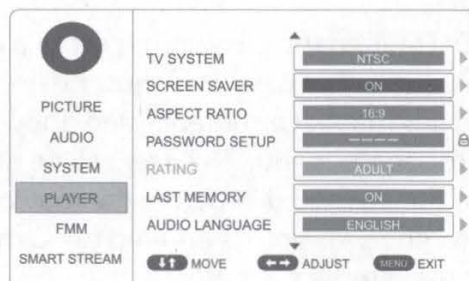 PICTURE
AUDIO
SYSTEM
PLAYER
FMM
SMART STREAM
TV SYSTEM NTSC
SCREEN SAVER ON
ASPECT RATIO 16:9
PASSWORD SETUP ----
RATING ADULT
LAST MEMORY ON
AUDIO LANGUAGE ENGLISH
MOVE ADJUST MENU EXIT